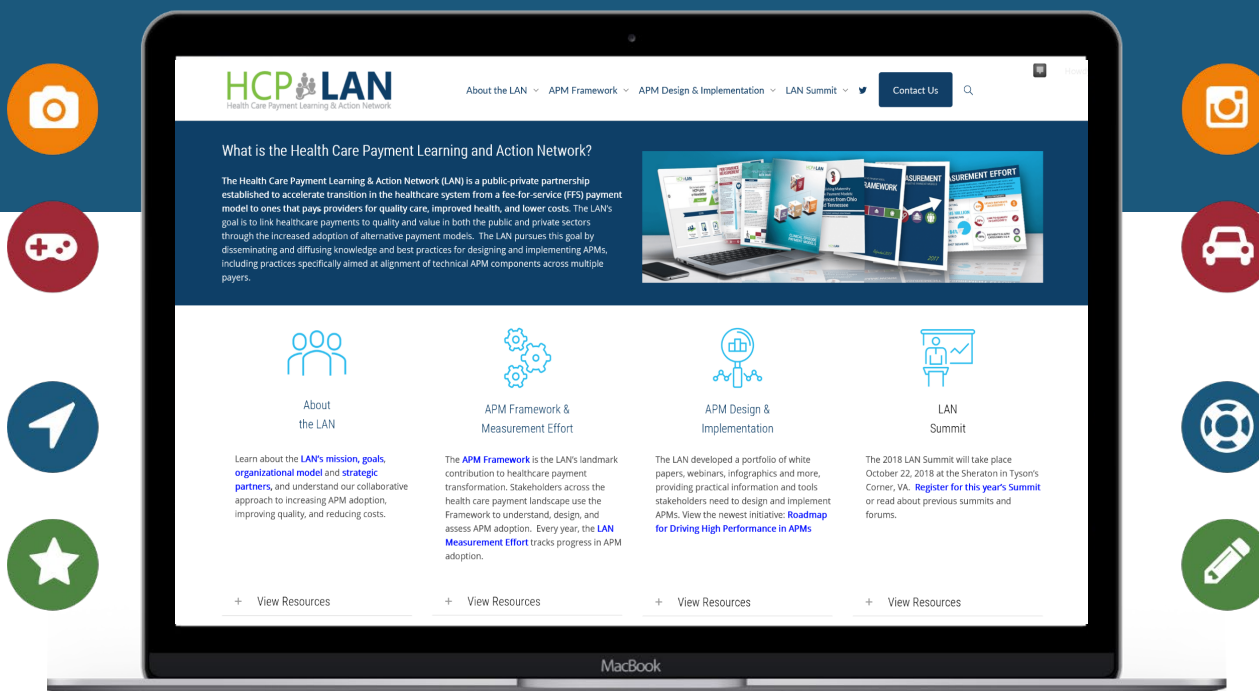 HCP LAN
Health Care Payment Learning & Action Network
About the LAN APM Framework APM Design & Implementation LAN Summit Contact Us
What is the Health Care Payment Learning and Action Network?
The Health Care Payment Learning & Action Network (LAN) is a public-private partnership
established to accelerate transition in the healthcare system from a fee-for-service (FFS) payment
model to ones that pays providers for quality care, improved health, and lower costs. The LAN's
goal is to link healthcare payments to quality and value in both the public and private sectors
through the increased adoption of alternative payment models. The LAN pursues this goal by
disseminating and diffusing knowledge and best practices for designing and implementing APMs,
including practices specifically aimed at alignment of technical APM components across multiple
payers.
FRAMEWORK
ASUREMENT
ASUREMENT EFFORT
2017
About
the LAN
Learn about the LAN's mission, goals,
organizational model and strategic
partners, and understand our collaborative
approach to increasing APM adoption,
improving quality, and reducing costs.
+ View Resources
APM Framework &
Measurement Effort
The APM Framework is the LAN's landmark
contribution to healthcare payment
transformation. Stakeholders across the
health care payment landscape use the
Framework to understand, design, and
assess APM adoption. Every year, the LAN
Measurement Effort tracks progress in APM
adoption.
+ View Resources
APM Design &
Implementation
The LAN developed a portfolio of white
papers, webinars, infographics and more,
providing practical information and tools
stakeholders need to design and implement
APMs. View the newest initiative: Roadmap
for Driving High Performance in APMs
+ View Resources
LAN
Summit
The 2018 LAN Summit will take place
October 22, 2018 at the Sheraton in Tyson's
Corner, VA. Register for this year's Summit
or read about previous summits and
forums.
+ View Resources
MacBook